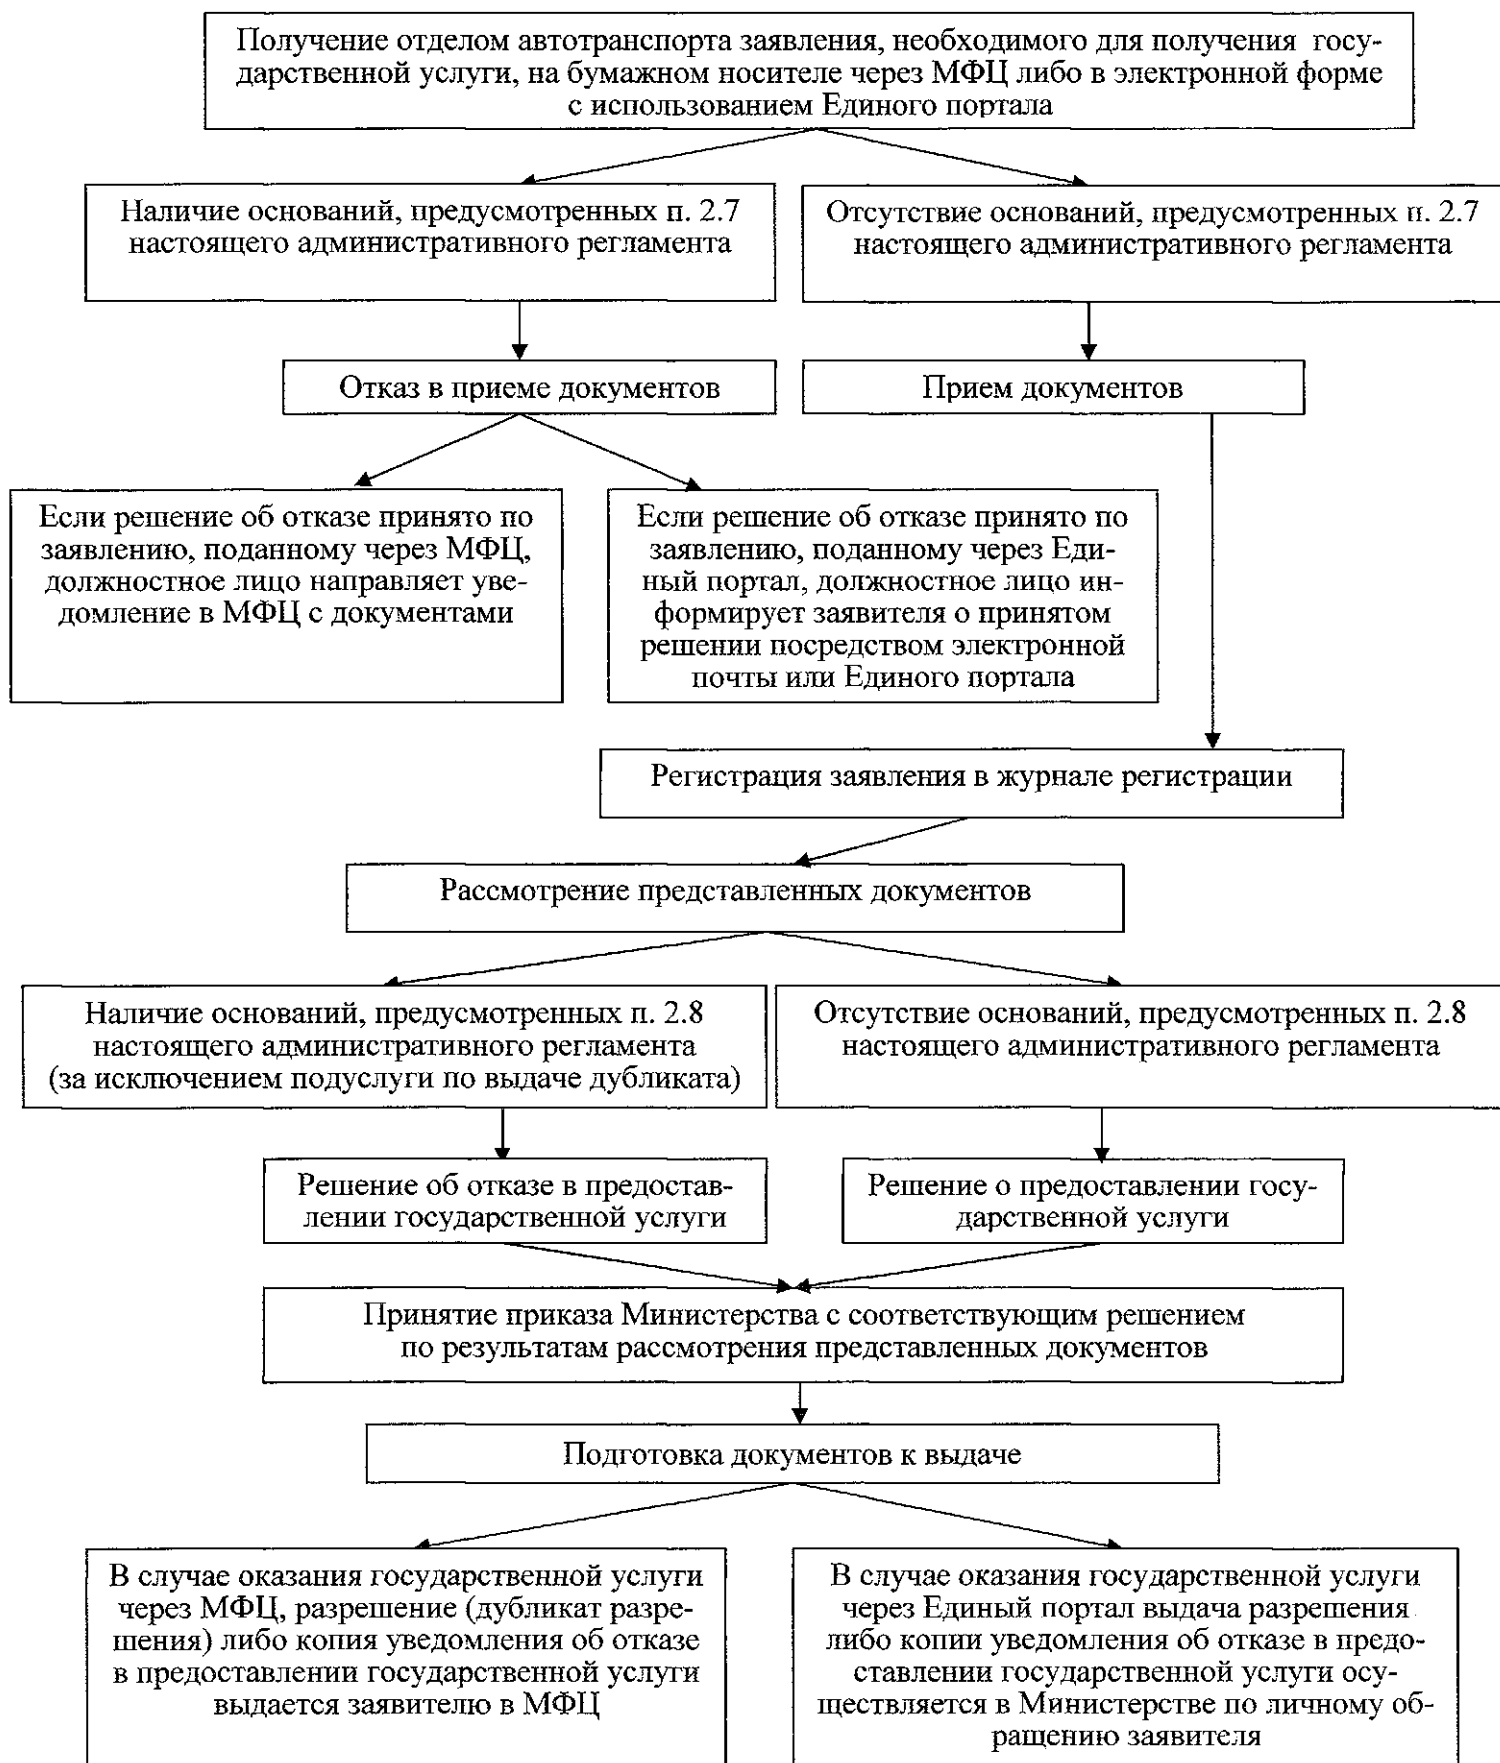 Получение отделом автотранспорта заявления, необходимого для получения госу-
дарственной услуги, на бумажном носителе через МФЦ либо в электронной форме
с использованием Единого портала
Наличие оснований, предусмотренных п. 2.7
настоящего административного регламента
Отсутствие оснований, предусмотренных п. 2.7
настоящего административного регламента
Отказ в приеме документов
Прием документов
Если решение об отказе принято по
заявлению, поданному через МФЦ,
должностное лицо направляет уве-
домление в МФЦ с документами
Если решение об отказе принято по
заявлению, поданному через Еди-
ный портал, должностное лицо ин-
формирует заявителя о принятом
решении посредством электронной
почты или Единого портала
Регистрация заявления в журнале регистрации
Рассмотрение представленных документов
Наличие оснований, предусмотренных п. 2.8
настоящего административного регламента
(за исключением подуслуги по выдаче дубликата)
Отсутствие оснований, предусмотренных п. 2.8
настоящего административного регламента
Решение об отказе в предостав-
лении государственной услуги
Решение о предоставлении госу-
дарственной услуги
Принятие приказа Министерства с соответствующим решением
по результатам рассмотрения представленных документов
Подготовка документов к выдаче
В случае оказания государственной услуги
через МФЦ, разрешение (дубликат разре-
шения) либо копия уведомления об отказе
в предоставлении государственной услуги
выдается заявителю в МФЦ
В случае оказания государственной услуги
через Единый портал выдача разрешения
либо копии уведомления об отказе в предо-
ставлении государственной услуги осу-
ществляется в Министерстве по личному об-
ращению заявителя